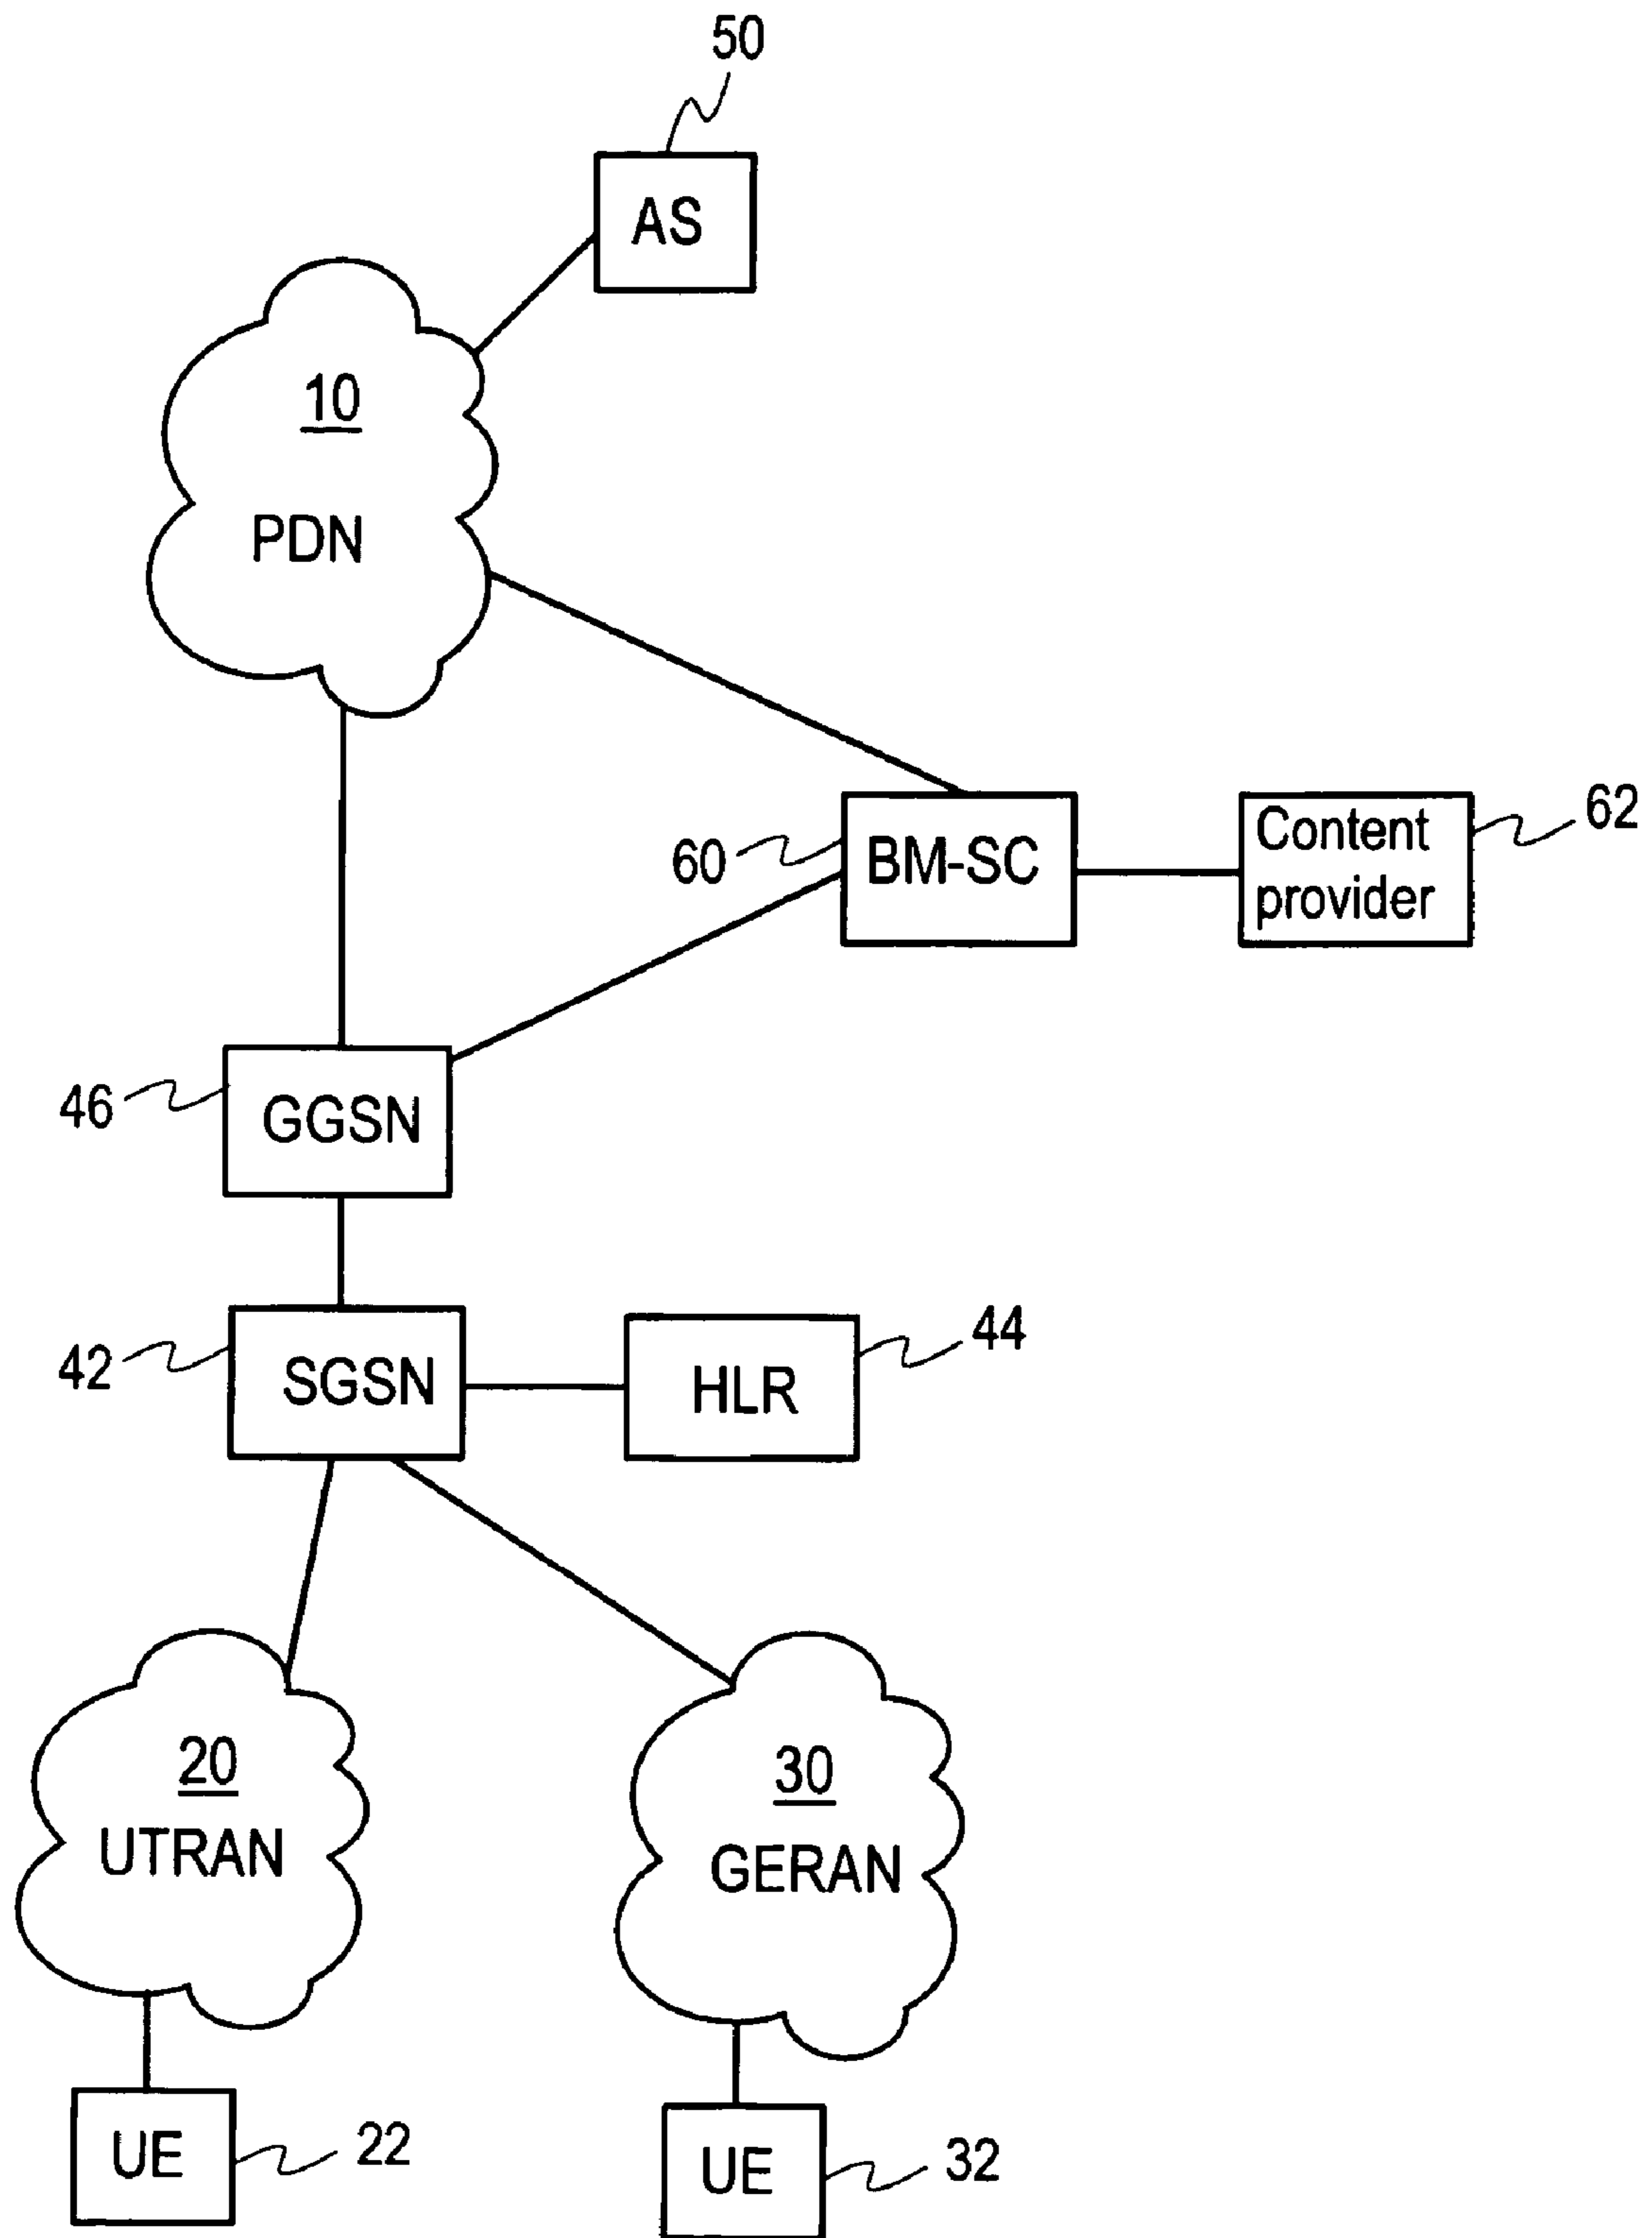 50
AS
10
PDN
60
BM-SC
Content
provider
62
46
GGSN
42
SGSN
HLR
44
20
UTRAN
30
GERAN
UE
22
UE
32